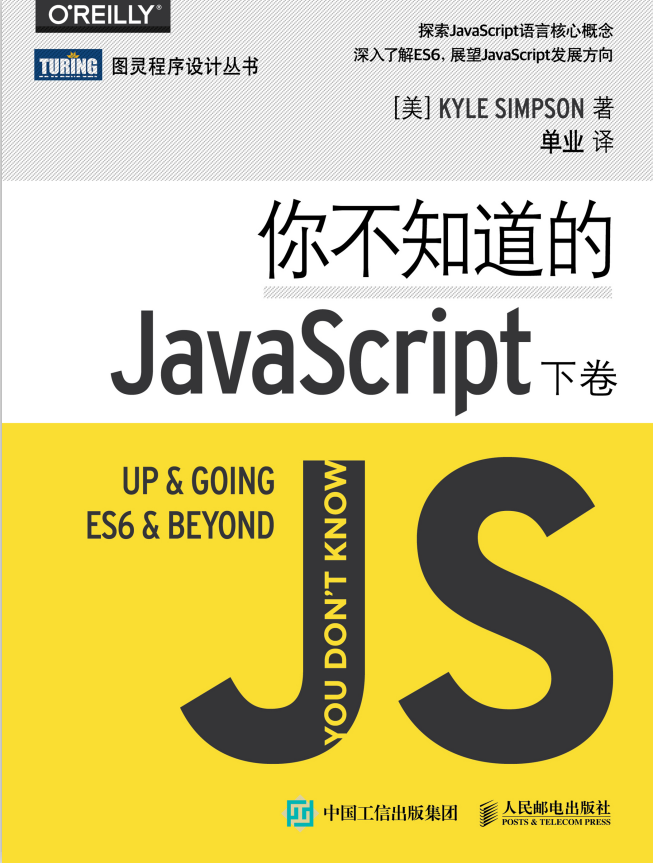 O'REILLY®
TURING 图灵程序设计丛书
探索JavaScript语言核心概念
深入了解ES6，展望JavaScript发展方向
[美] KYLE SIMPSON 著
单业 译
你不知道的
JavaScript 下卷
UP & GOING
ES6 & BEYOND
YOU DON'T KNOW
JS
中国工信出版集团
人民邮电出版社
POSTS & TELECOM PRESS